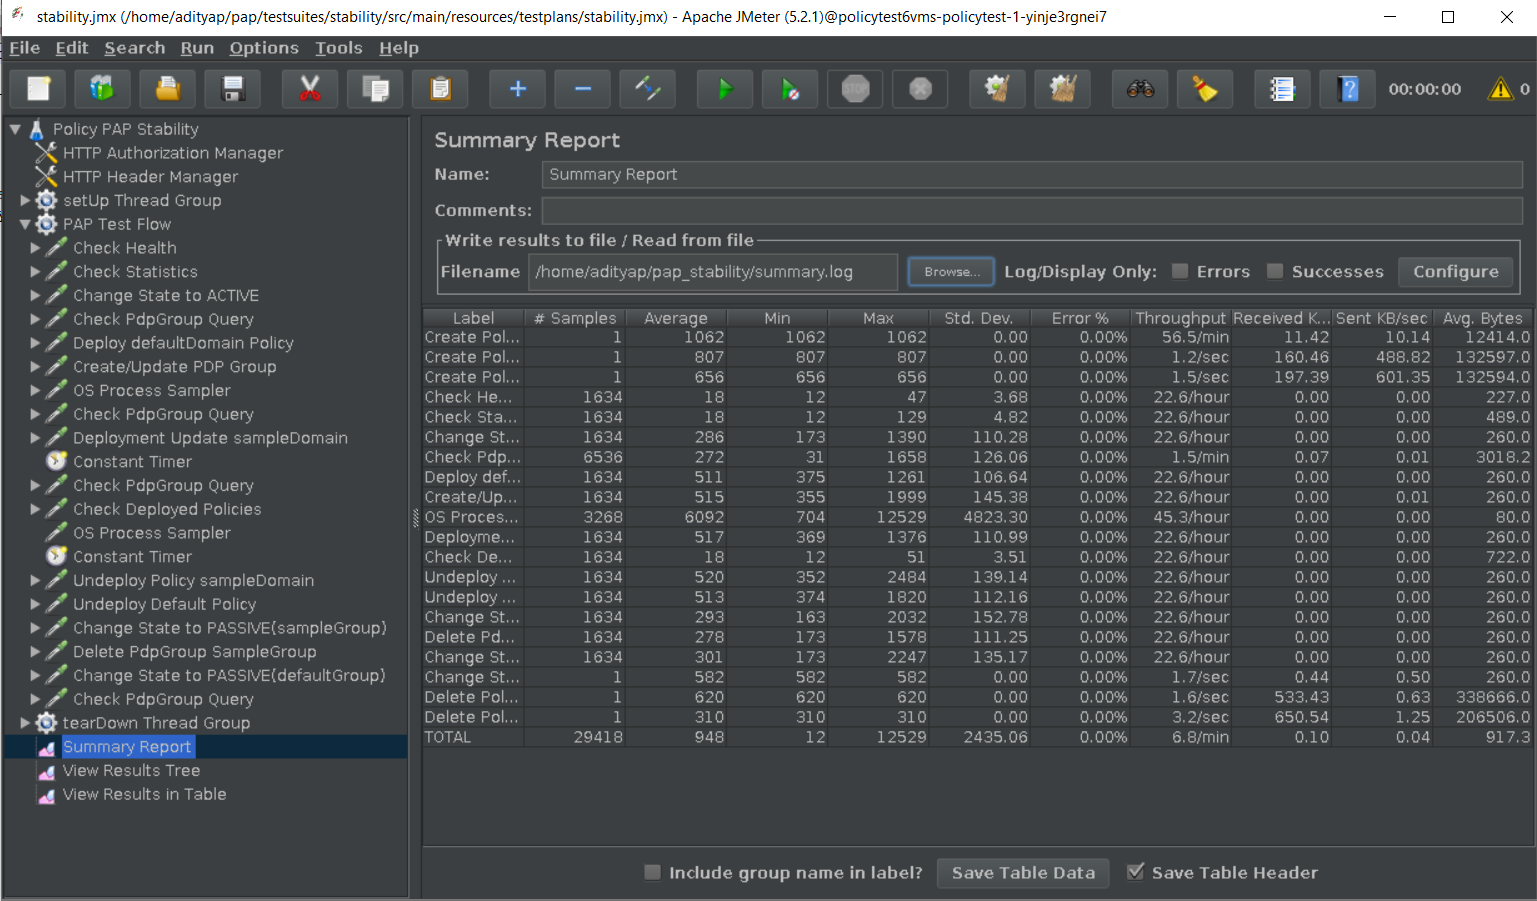 stability.jmx (/home/adityap/pap/testsuites/stability/src/main/resources/testplans/stability.jmx) - Apache JMeter (5.2.1)@policytest6vms-policytest-1-yinje3rgnei7
File Edit Search Run Options Tools Help
STOP 00:00:00 0
Policy PAP Stability
HTTP Authorization Manager
HTTP Header Manager
setUp Thread Group
PAP Test Flow
Check Health
Check Statistics
Change State to ACTIVE
Check PdpGroup Query
Deploy defaultDomain Policy
Create/Update PDP Group
OS Process Sampler
Check PdpGroup Query
Deployment Update sampleDomain
Constant Timer
Check PdpGroup Query
Check Deployed Policies
OS Process Sampler
Constant Timer
Undeploy Policy sampleDomain
Undeploy Default Policy
Change State to PASSIVE(sampleGroup)
Delete PdpGroup SampleGroup
Change State to PASSIVE(defaultGroup)
Check PdpGroup Query
tearDown Thread Group
Summary Report
View Results Tree
View Results in Table
Summary Report
Name: Summary Report
Comments:
Write results to file / Read from file
Filename /home/adityap/pap_stability/summary.log Browse... Log/Display Only: Errors Successes Configure
Label # Samples Average Min Max Std. Dev. Error % Throughput Received K... Sent KB/sec Avg. Bytes
Create Pol... 1 1062 1062 1062 0.00 0.00% 56.5/min 11.42 10.14 12414.0
Create Pol... 1 807 807 807 0.00 0.00% 1.2/sec 160.46 488.82 132597.0
Create Pol... 1 656 656 656 0.00 0.00% 1.5/sec 197.39 601.35 132594.0
Check He... 1634 18 12 47 3.68 0.00% 22.6/hour 0.00 0.00 227.0
Check Sta... 1634 18 12 129 4.82 0.00% 22.6/hour 0.00 0.00 489.0
Change St... 1634 286 173 1390 110.28 0.00% 22.6/hour 0.00 0.00 260.0
Check Pdp... 6536 272 31 1658 126.06 0.00% 1.5/min 0.07 0.01 3018.2
Deploy def... 1634 511 375 1261 106.64 0.00% 22.6/hour 0.00 0.00 260.0
Create/Up... 1634 515 355 1999 145.38 0.00% 22.6/hour 0.00 0.01 260.0
OS Proces... 3268 6092 704 12529 4823.30 0.00% 45.3/hour 0.00 0.00 80.0
Deployme... 1634 517 369 1376 110.99 0.00% 22.6/hour 0.00 0.00 260.0
Check De... 1634 18 12 51 3.51 0.00% 22.6/hour 0.00 0.00 722.0
Undeploy ... 1634 520 352 2484 139.14 0.00% 22.6/hour 0.00 0.00 260.0
Undeploy ... 1634 513 374 1820 112.16 0.00% 22.6/hour 0.00 0.00 260.0
Change St... 1634 293 163 2032 152.78 0.00% 22.6/hour 0.00 0.00 260.0
Delete Pd... 1634 278 173 1578 111.25 0.00% 22.6/hour 0.00 0.00 260.0
Change St... 1634 301 173 2247 135.17 0.00% 22.6/hour 0.00 0.00 260.0
Change St... 1 582 582 582 0.00 0.00% 1.7/sec 0.44 0.50 260.0
Delete Pol... 1 620 620 620 0.00 0.00% 1.6/sec 533.43 0.63 338666.0
Delete Pol... 1 310 310 310 0.00 0.00% 3.2/sec 650.54 1.25 206506.0
TOTAL 29418 948 12 12529 2435.06 0.00% 6.8/min 0.10 0.04 917.3
Include group name in label? Save Table Data Save Table Header